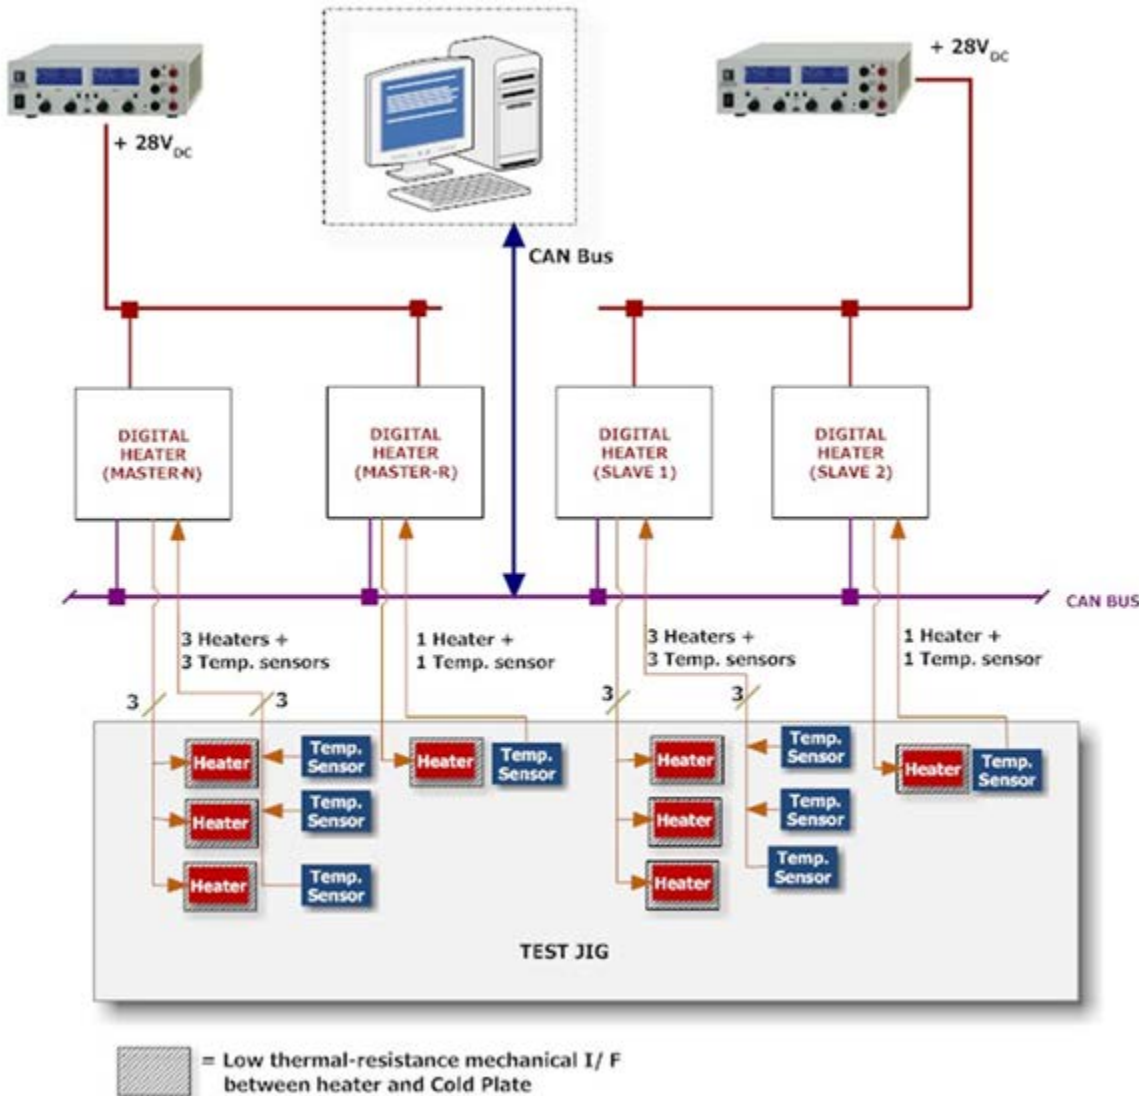 + 28VDC
+ 28VDC
CAN Bus
DIGITAL
HEATER
(MASTER-N)
DIGITAL
HEATER
(MASTER-R)
DIGITAL
HEATER
(SLAVE 1)
DIGITAL
HEATER
(SLAVE 2)
CAN BUS
3 Heaters +
3 Temp. sensors
1 Heater +
1 Temp. sensor
3 Heaters +
3 Temp. sensors
1 Heater +
1 Temp. sensor
3
3
3
3
Heater
Temp.
Sensor
Heater
Temp.
Sensor
Heater
Temp.
Sensor
Heater
Temp.
Sensor
Heater
Temp.
Sensor
Heater
Temp.
Sensor
Heater
Temp.
Sensor
Heater
Temp.
Sensor
TEST JIG
= Low thermal-resistance mechanical I/ F
between heater and Cold Plate